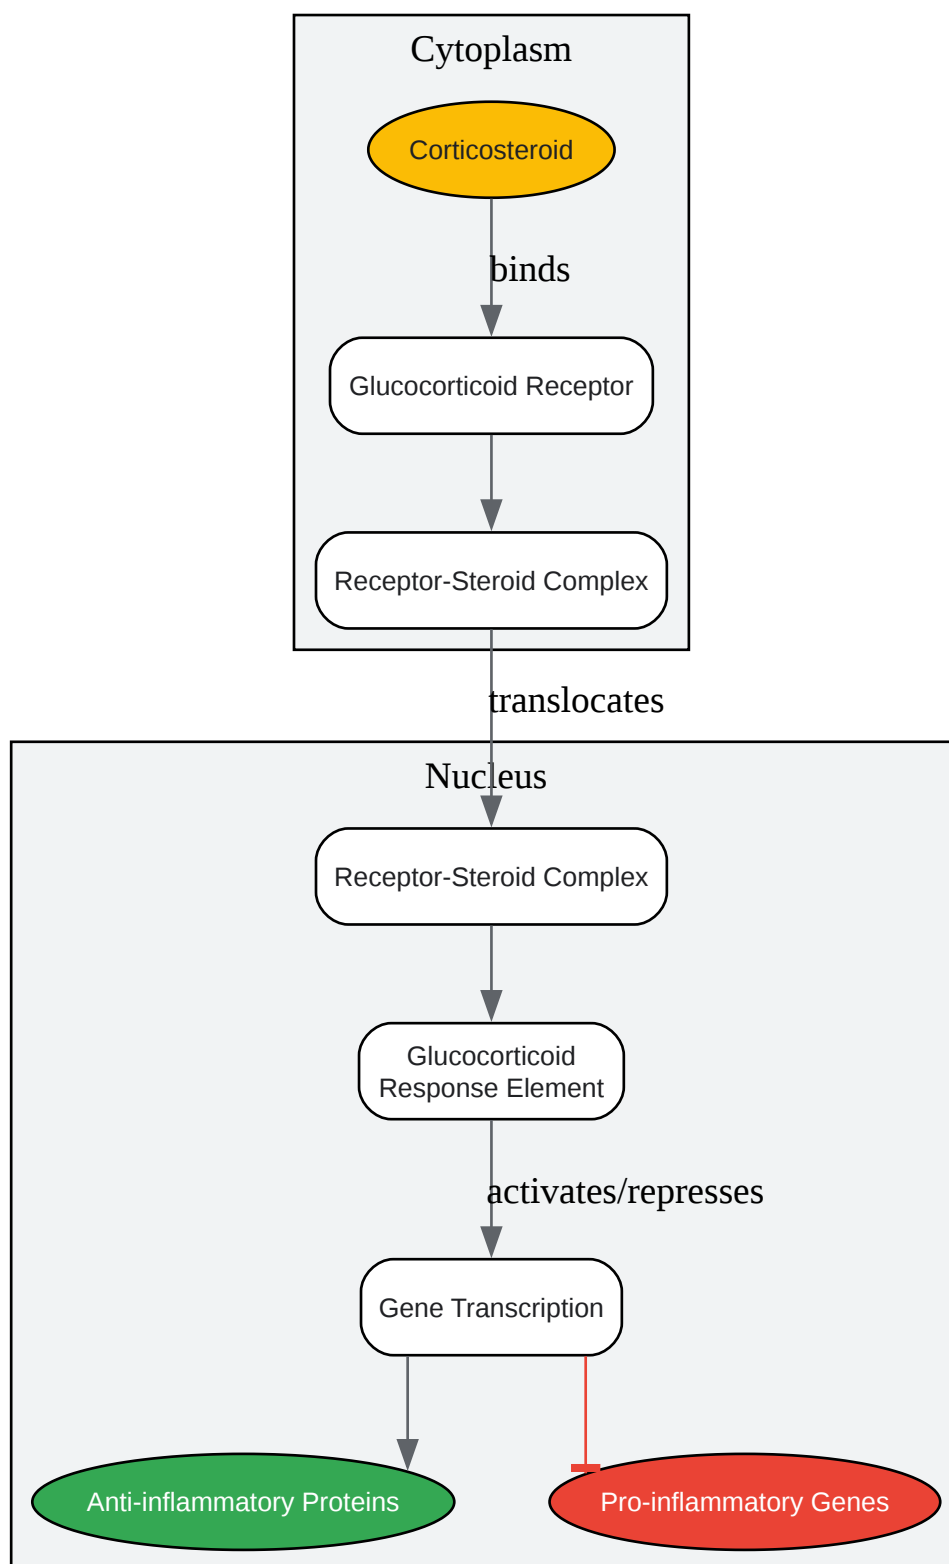 Cytoplasm
Corticosteroid
binds
Glucocorticoid Receptor
Receptor-Steroid Complex
translocates
Nucleus
Receptor-Steroid Complex
Glucocorticoid
Response Element
activates/represses
Gene Transcription
Anti-inflammatory Proteins
Pro-inflammatory Genes